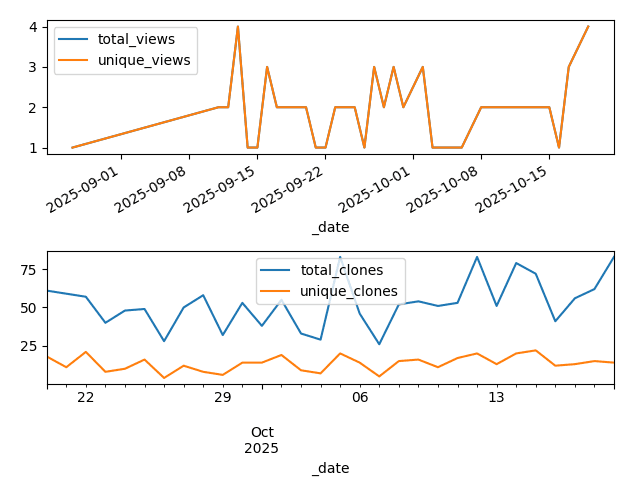 4
3
2
1
total_views
unique_views
2025-09-01
2025-09-08
2025-09-15
2025-09-22
2025-10-01
2025-10-08
2025-10-15
_date
75
50
25
total_clones
unique_clones
22
29
06
13
Oct
2025
_date